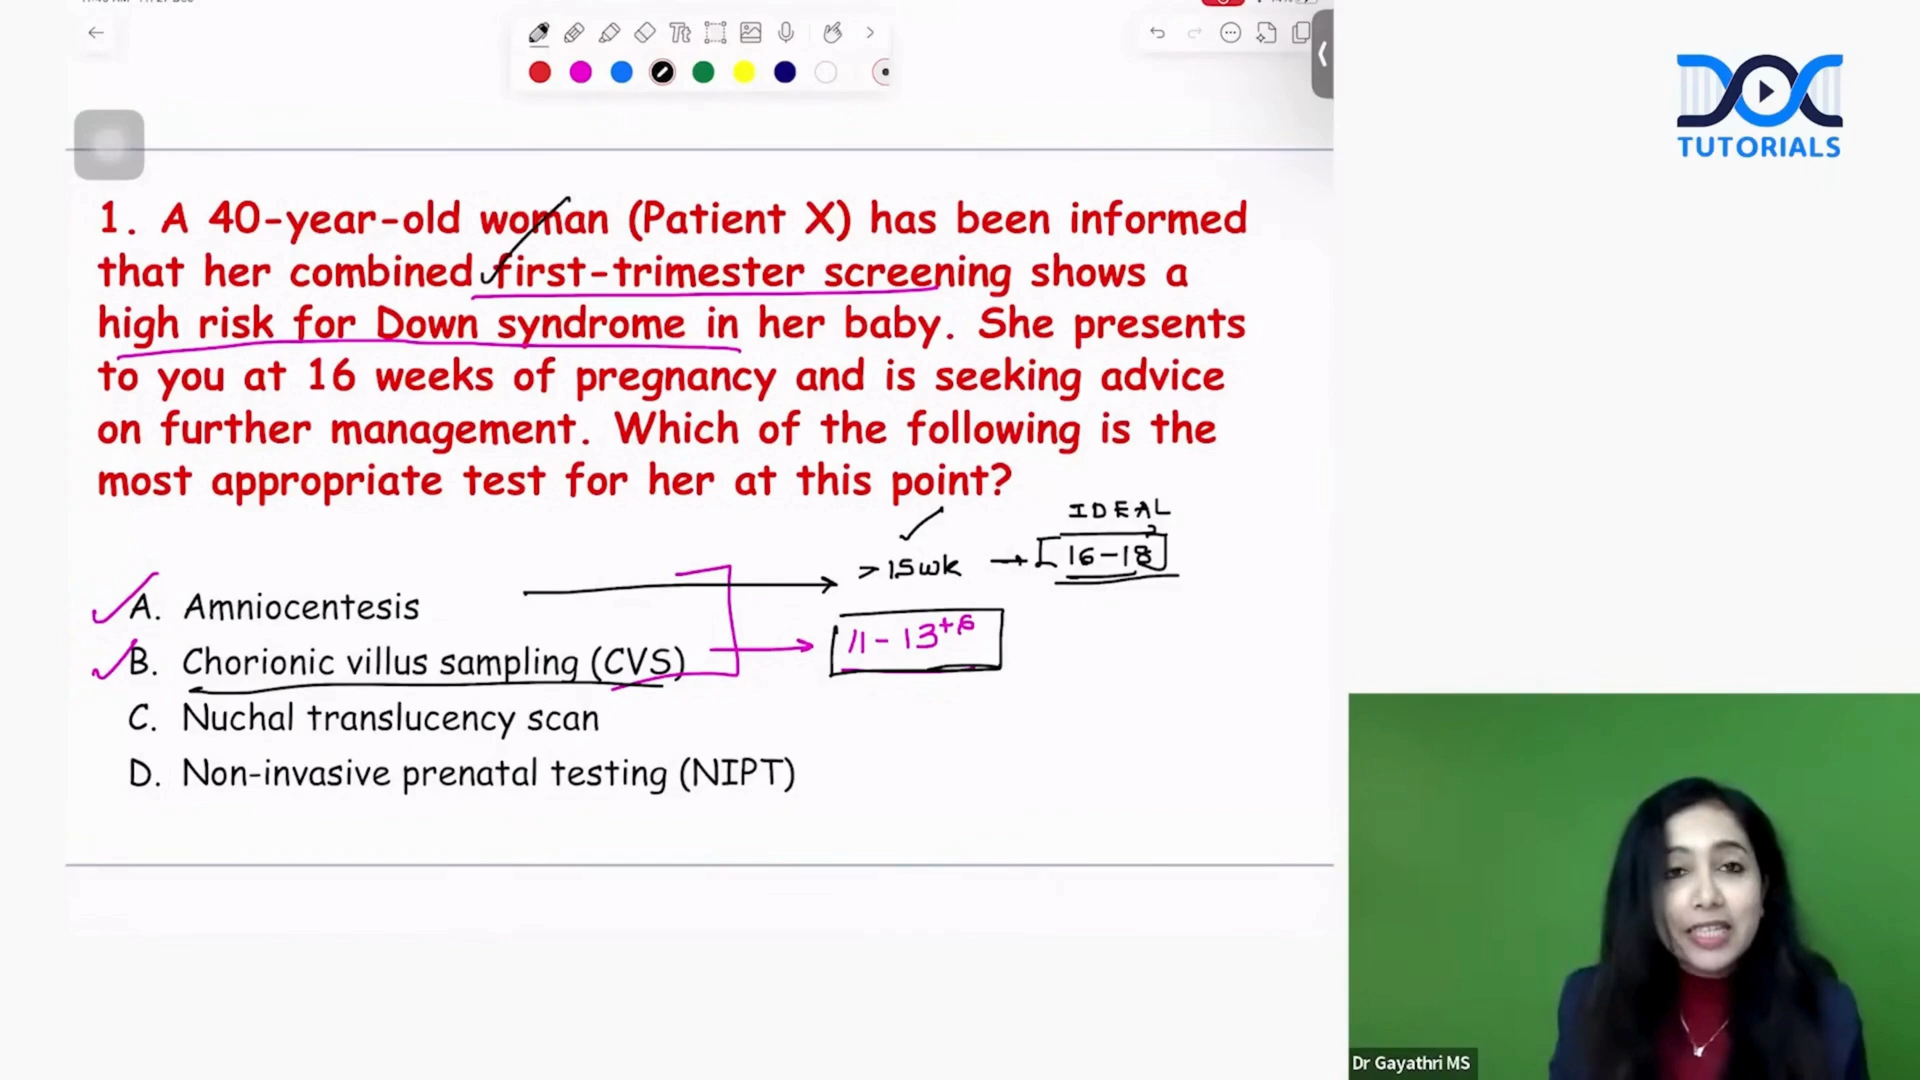 Tt
DOC
TUTORIALS
1. A 40-year-old woman (Patient X) has been informed
that her combined first-trimester screening shows a
high risk for Down syndrome in her baby. She presents
to you at 16 weeks of pregnancy and is seeking advice
on further management. Which of the following is the
most appropriate test for her at this point?
IDEAL
> 15wk → [16-18]
A. Amniocentesis
11-13+6
B. Chorionic villus sampling (CVS)
C. Nuchal translucency scan
D. Non-invasive prenatal testing (NIPT)
Dr Gayathri MS